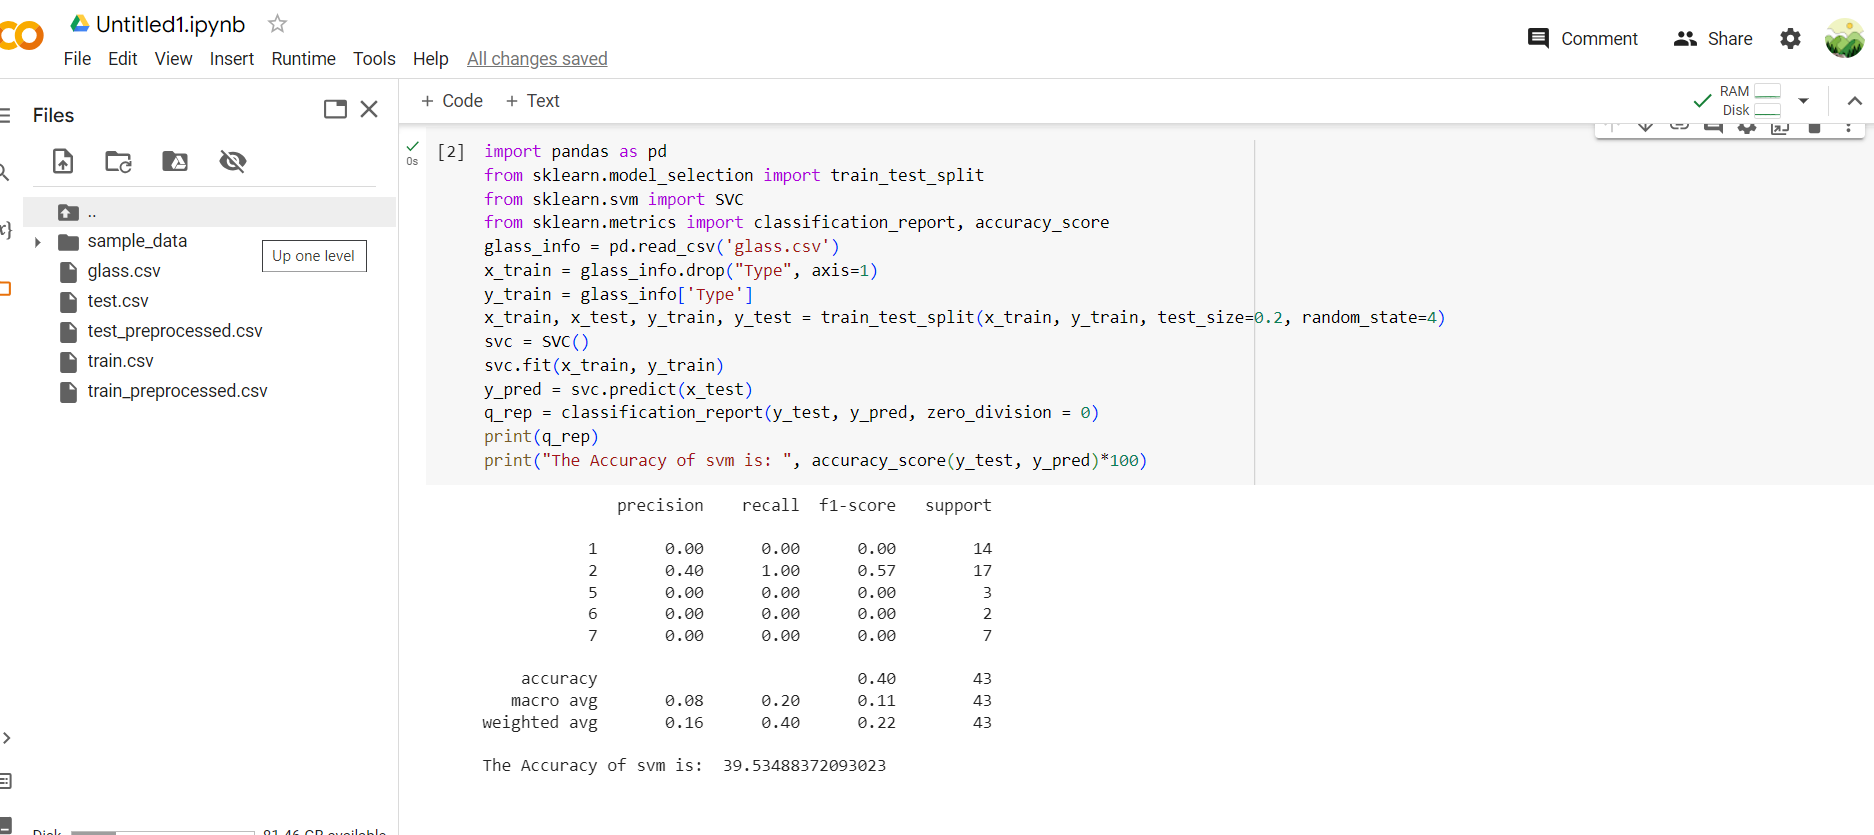 Untitled1.ipynb
File Edit View Insert Runtime Tools Help All changes saved
Comment Share
Files
+ Code + Text
RAM
Disk
..
sample_data
Up one level
glass.csv
test.csv
test_preprocessed.csv
train.csv
train_preprocessed.csv
0s
[2] import pandas as pd
from sklearn.model_selection import train_test_split
from sklearn.svm import SVC
from sklearn.metrics import classification_report, accuracy_score
glass_info = pd.read_csv('glass.csv')
x_train = glass_info.drop("Type", axis=1)
y_train = glass_info['Type']
x_train, x_test, y_train, y_test = train_test_split(x_train, y_train, test_size=0.2, random_state=4)
svc = SVC()
svc.fit(x_train, y_train)
y_pred = svc.predict(x_test)
q_rep = classification_report(y_test, y_pred, zero_division = 0)
print(q_rep)
print("The Accuracy of svm is: ", accuracy_score(y_test, y_pred)*100)
precision recall f1-score support
1 0.00 0.00 0.00 14
2 0.40 1.00 0.57 17
5 0.00 0.00 0.00 3
6 0.00 0.00 0.00 2
7 0.00 0.00 0.00 7
accuracy 0.40 43
macro avg 0.08 0.20 0.11 43
weighted avg 0.16 0.40 0.22 43
The Accuracy of svm is: 39.53488372093023
Disk 81.46 GB available